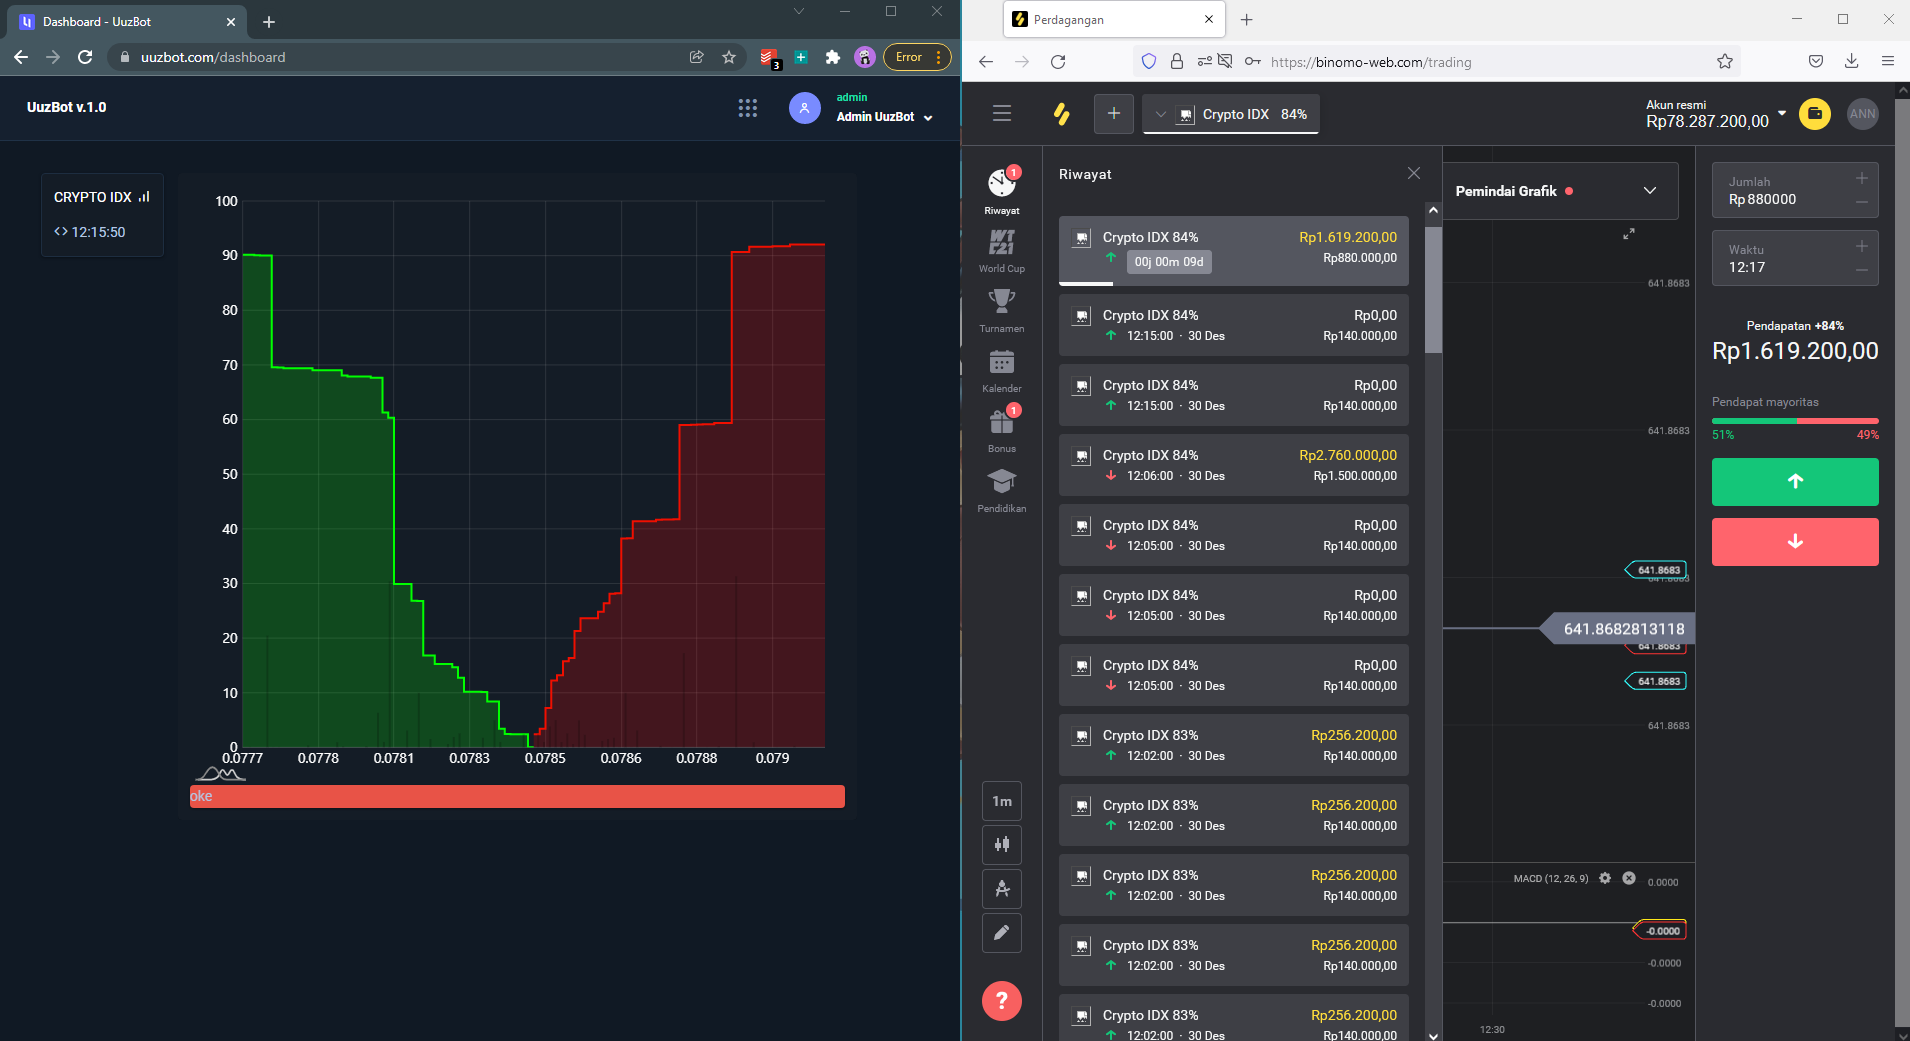 Dashboard - UuzBot
uuzbot.com/dashboard
3
Error
UuzBot v.1.0
admin
Admin UuzBot
CRYPTO IDX
<> 12:15:50
100
90
80
70
60
50
40
30
20
10
0
0.0777
0.0778
0.0781
0.0783
0.0785
0.0786
0.0788
0.079
oke
Perdagangan
https://binomo-web.com/trading
Crypto IDX 84%
Akun resmi
Rp78.287.200,00
ANN
1
Riwayat
World Cup
Turnamen
Kalender
1
Bonus
Pendidikan
1m
?
Riwayat
Crypto IDX 84% Rp1.619.200,00
00j 00m 09d Rp880.000,00
Crypto IDX 84% Rp0,00
12:15:00 · 30 Des Rp140.000,00
Crypto IDX 84% Rp0,00
12:15:00 · 30 Des Rp140.000,00
Crypto IDX 84% Rp2.760.000,00
12:06:00 · 30 Des Rp1.500.000,00
Crypto IDX 84% Rp0,00
12:05:00 · 30 Des Rp140.000,00
Crypto IDX 84% Rp0,00
12:05:00 · 30 Des Rp140.000,00
Crypto IDX 84% Rp0,00
12:05:00 · 30 Des Rp140.000,00
Crypto IDX 83% Rp256.200,00
12:02:00 · 30 Des Rp140.000,00
Crypto IDX 83% Rp256.200,00
12:02:00 · 30 Des Rp140.000,00
Crypto IDX 83% Rp256.200,00
12:02:00 · 30 Des Rp140.000,00
Crypto IDX 83% Rp256.200,00
12:02:00 · 30 Des Rp140.000,00
Crypto IDX 83% Rp256.200,00
12:02:00 · 30 Des Rp140.000,00
Pemindai Grafik
641.8683
641.8683
641.8683
641.8683
641.8682813118
641.8683
641.8683
641.8683
MACD (12, 26, 9)
0.0000
-0.0000
-0.0000
-0.0000
12:30
Jumlah
Rp880000
Waktu
12:17
Pendapatan +84%
Rp1.619.200,00
Pendapat mayoritas
51% 49%